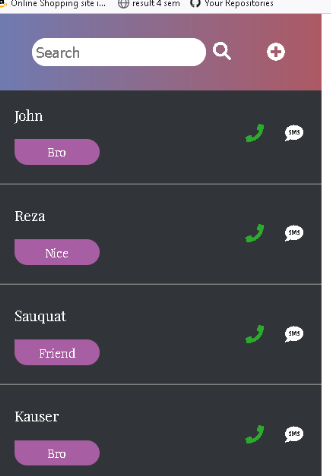 Online Shopping site i...
result 4 sem
Your Repositories
Search
John
Bro
SMS
Reza
Nice
SMS
Sauquat
Friend
SMS
Kauser
Bro
SMS